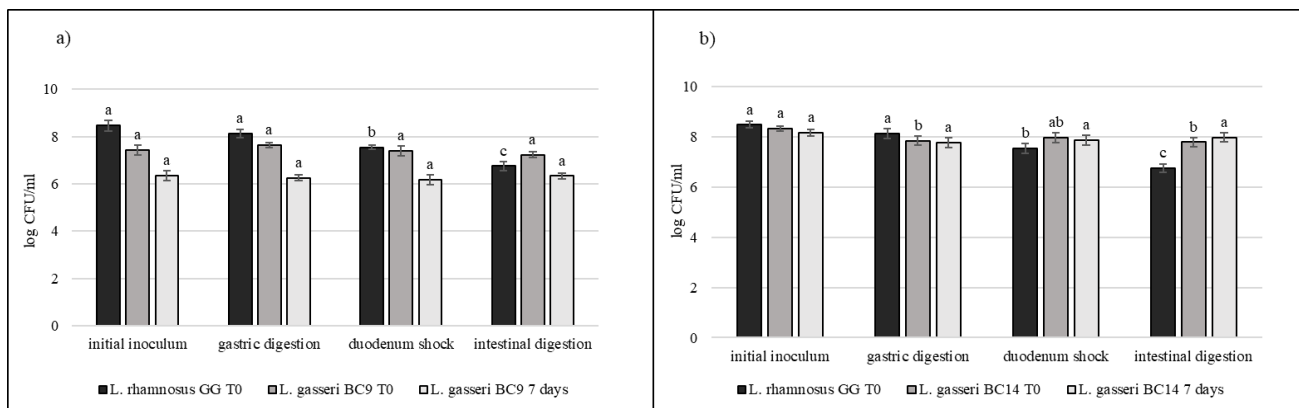 a)
10
a
a
a
a
a
a
b
a
a
c
a
a
8
6
4
2
0
log CFU/ml
initial inoculum gastric digestion duodenum shock intestinal digestion
L. rhamnosus GG T0 L. gasseri BC9 T0 L. gasseri BC9 7 days
b)
10
a
a
a
a
b
a
b
ab
a
c
b
a
8
6
4
2
0
log CFU/ml
initial inoculum gastric digestion duodenum shock intestinal digestion
L. rhamnosus GG T0 L. gasseri BC14 T0 L. gasseri BC14 7 days